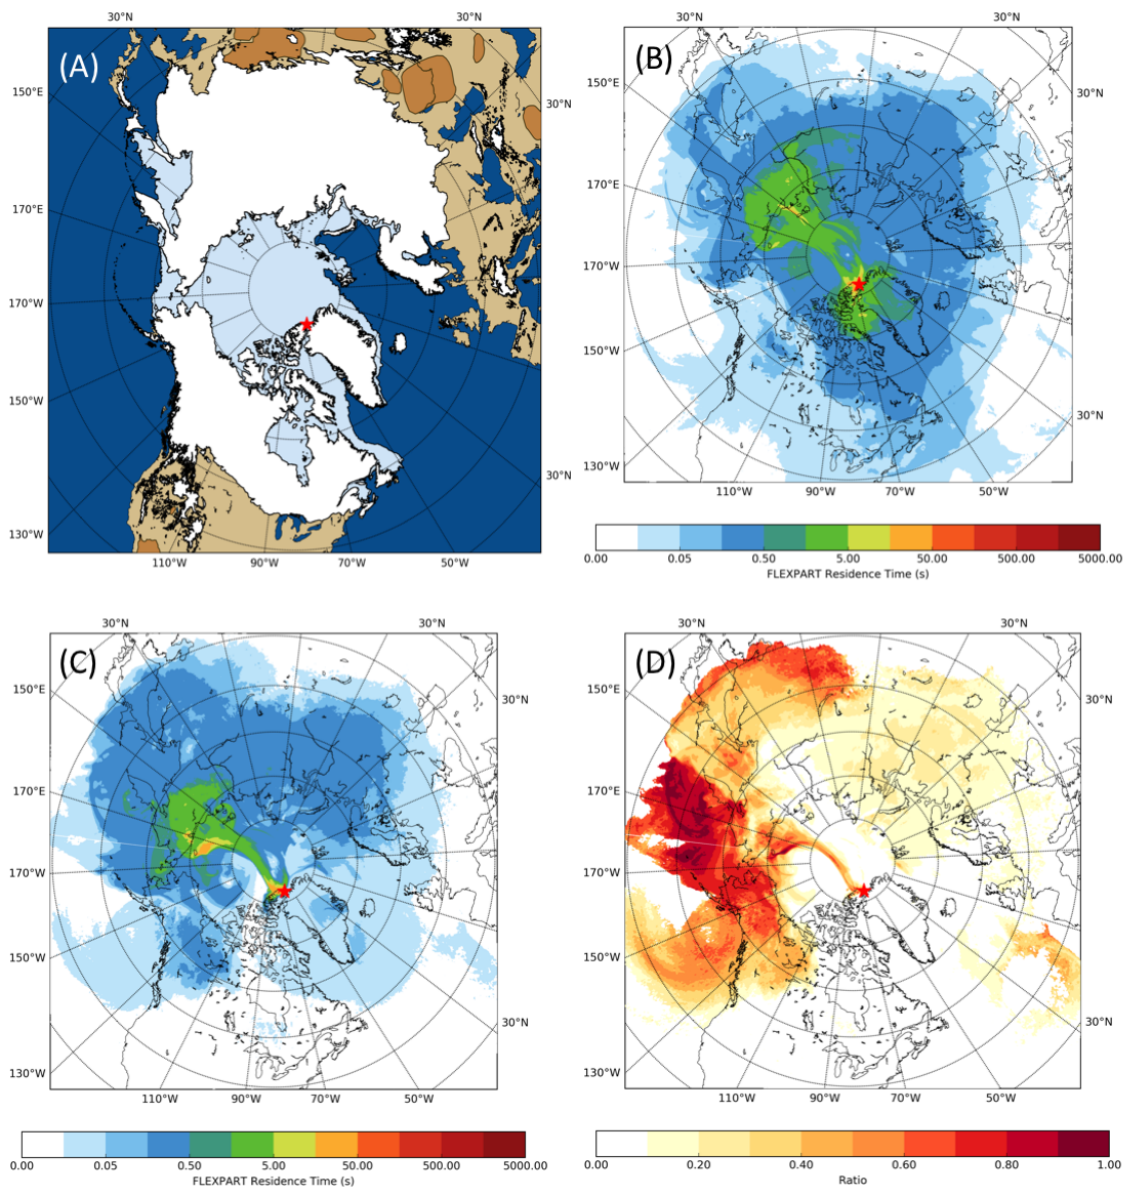 30°N 30°N
(A)
150°E
30°N
170°E
170°W
150°W
30°N
130°W
110°W 90°W 70°W 50°W
30°N 30°N
(B)
150°E
30°N
170°E
170°W
150°W
30°N
130°W
110°W 90°W 70°W 50°W
0.00 0.05 0.50 5.00 50.00 500.00 5000.00
FLEXPART Residence Time (s)
30°N 30°N
(C)
150°E
30°N
170°E
170°W
150°W
30°N
130°W
110°W 90°W 70°W 50°W
0.00 0.05 0.50 5.00 50.00 500.00 5000.00
FLEXPART Residence Time (s)
30°N 30°N
(D)
150°E
30°N
170°E
170°W
150°W
30°N
130°W
110°W 90°W 70°W 50°W
0.00 0.20 0.40 0.60 0.80 1.00
Ratio